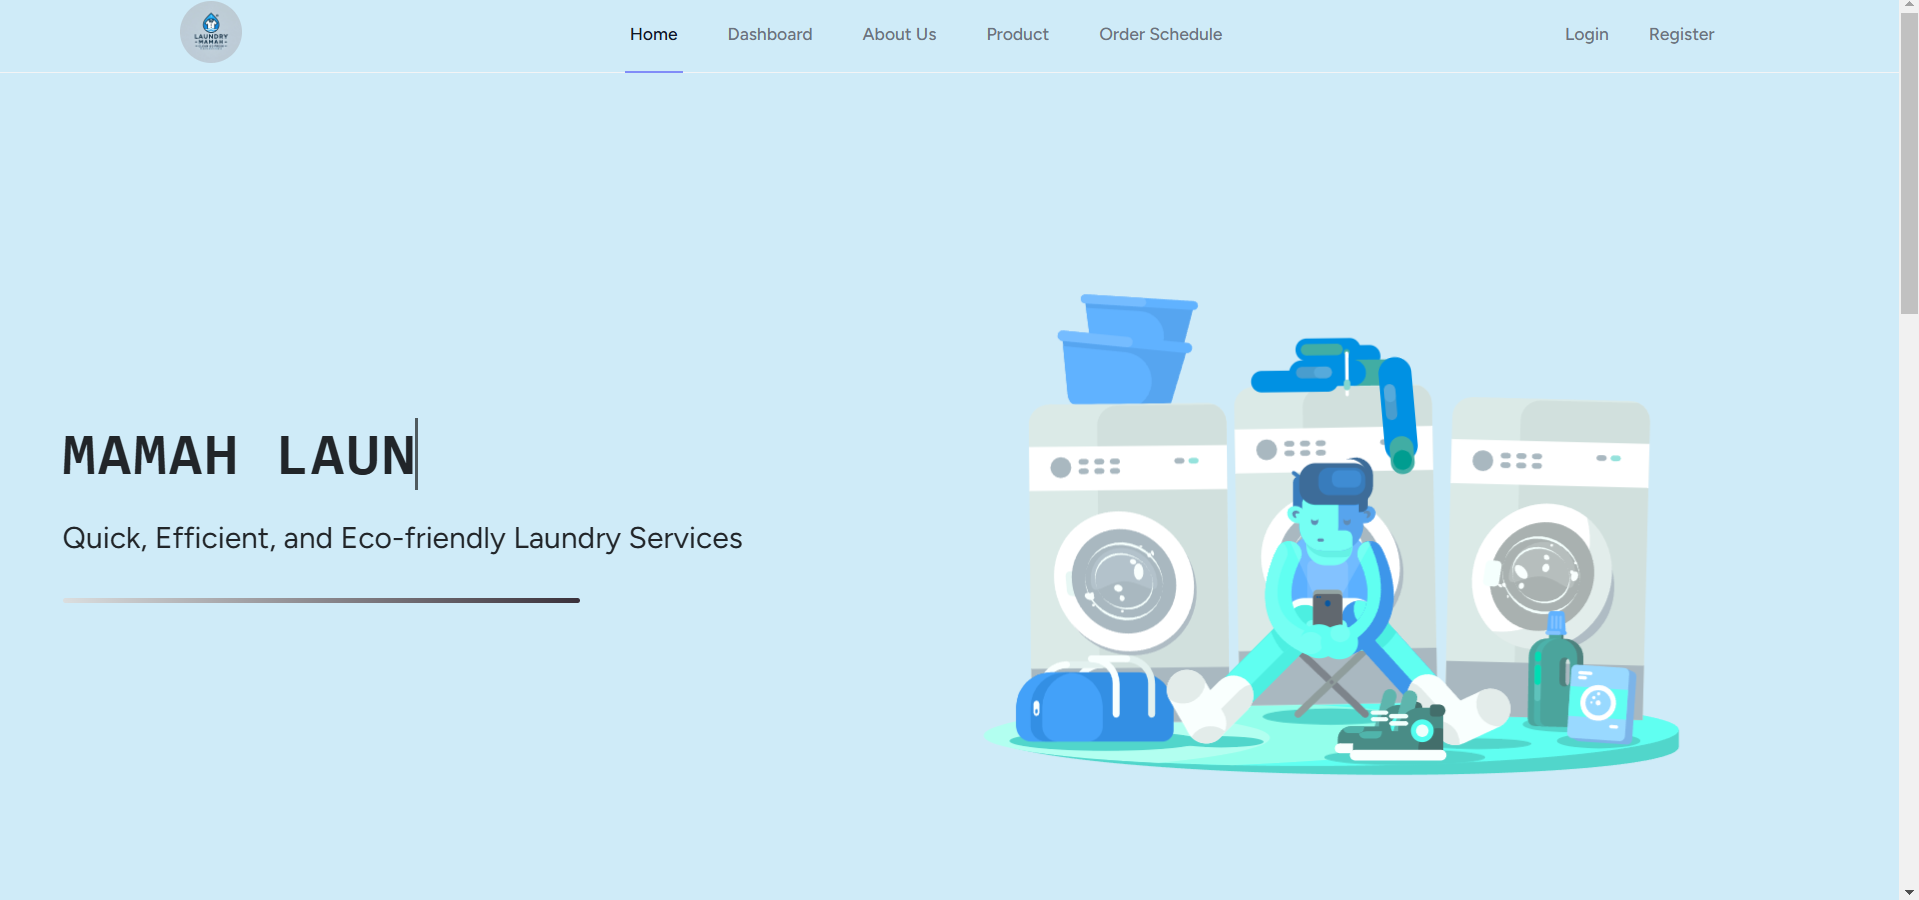 LAUNDRY
MAMAH
Home
Dashboard
About Us
Product
Order Schedule
Login
Register
MAMAH LAUN
Quick, Efficient, and Eco-friendly Laundry Services